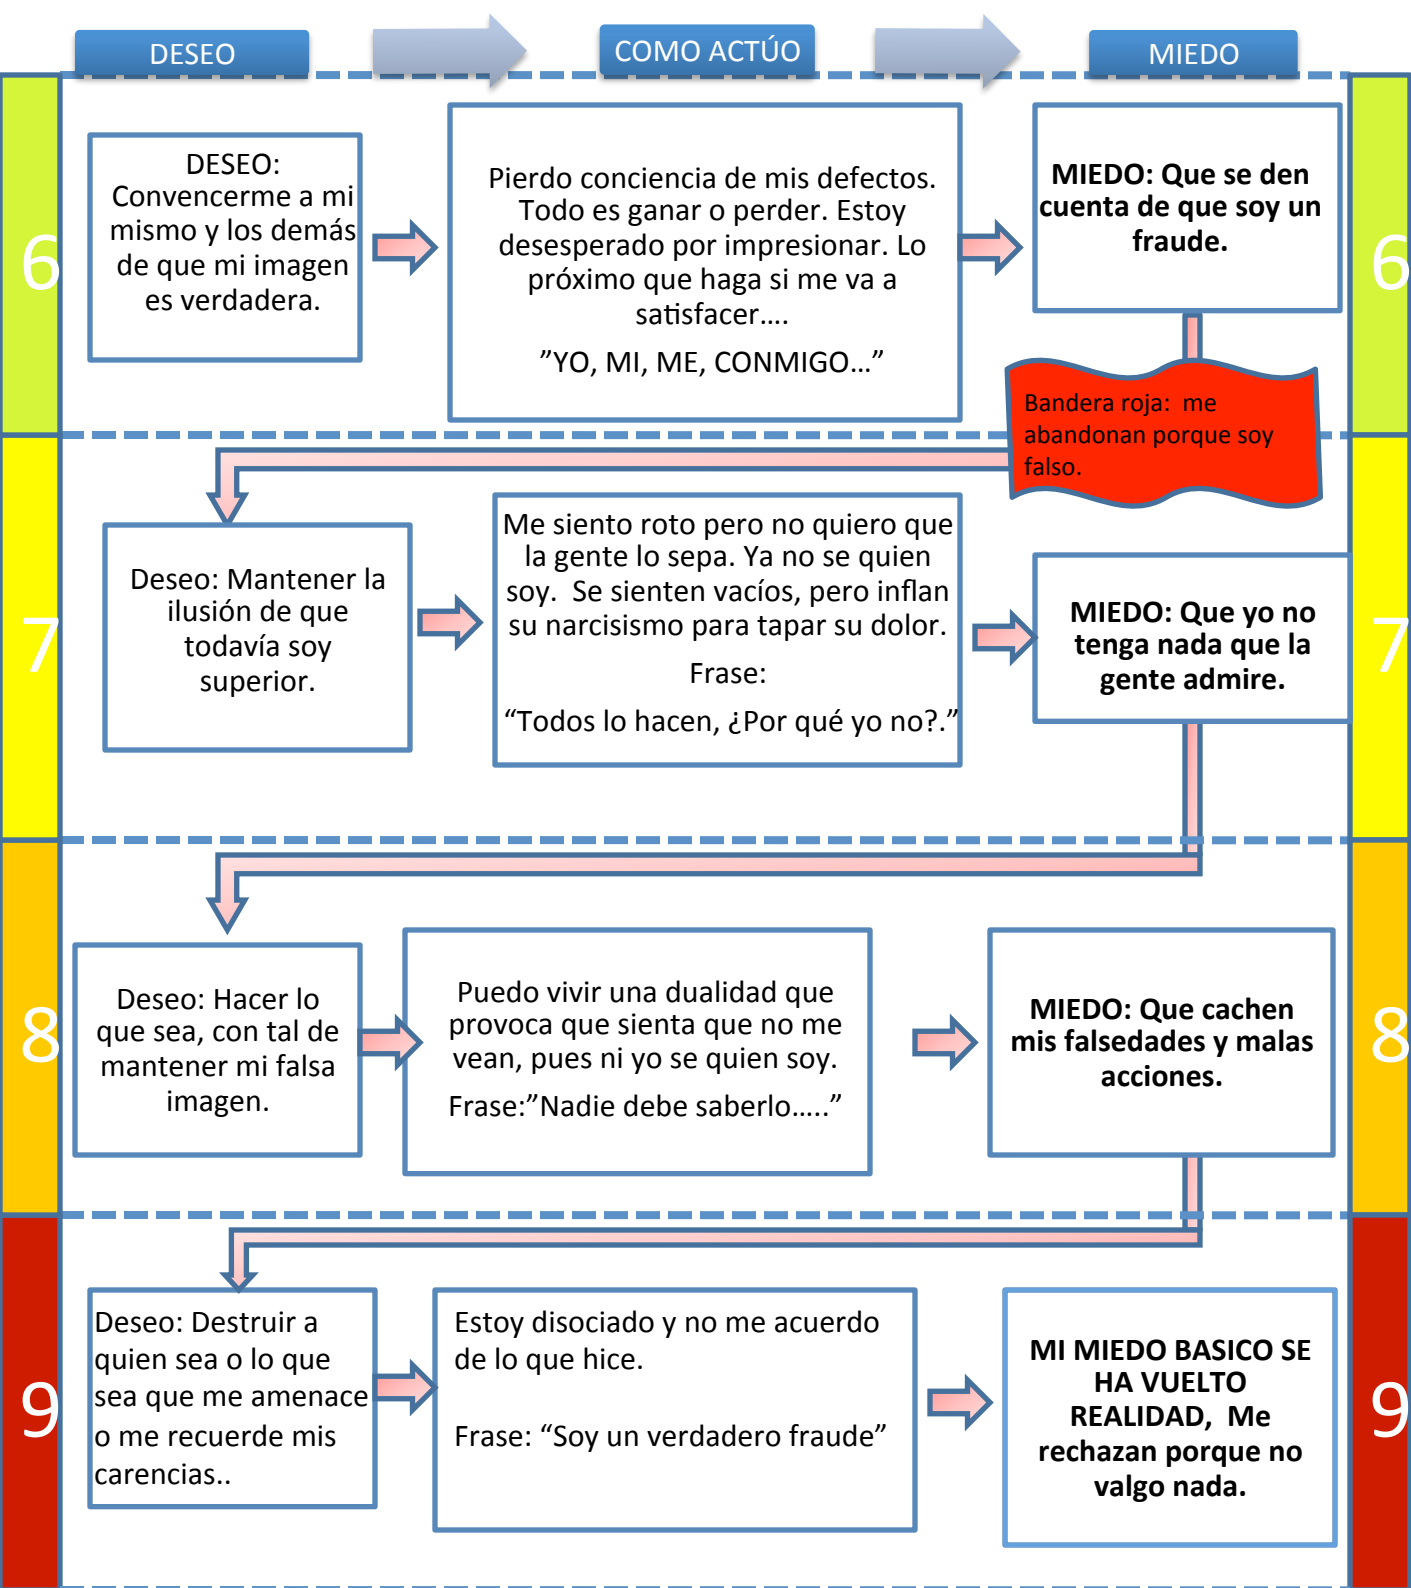 DESEO
COMO ACTÚO
MIEDO
6
DESEO:
Convencerme a mi
mismo y los demás
de que mi imagen
es verdadera.
Pierdo conciencia de mis defectos.
Todo es ganar o perder. Estoy
desesperado por impresionar. Lo
próximo que haga si me va a
satisfacer....
”YO, MI, ME, CONMIGO...”
MIEDO: Que se den
cuenta de que soy un
fraude.
6
Bandera roja: me
abandonan porque soy
falso.
7
Deseo: Mantener la
ilusión de que
todavía soy
superior.
Me siento roto pero no quiero que
la gente lo sepa. Ya no se quien
soy. Se sienten vacíos, pero inflan
su narcisismo para tapar su dolor.
Frase:
“Todos lo hacen, ¿Por qué yo no?.”
MIEDO: Que yo no
tenga nada que la
gente admire.
7
8
Deseo: Hacer lo
que sea, con tal de
mantener mi falsa
imagen.
Puedo vivir una dualidad que
provoca que sienta que no me
vean, pues ni yo se quien soy.
Frase:”Nadie debe saberlo.....”
MIEDO: Que cachen
mis falsedades y malas
acciones.
8
9
Deseo: Destruir a
quien sea o lo que
sea que me amenace
o me recuerde mis
carencias..
Estoy disociado y no me acuerdo
de lo que hice.
Frase: “Soy un verdadero fraude”
MI MIEDO BASICO SE
HA VUELTO
REALIDAD, Me
rechazan porque no
valgo nada.
9